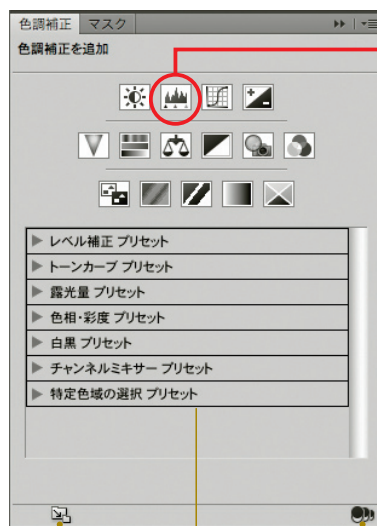 色調補正 マスク
色調補正を追加
レベル補正 プリセット
トーンカーブ プリセット
露光量 プリセット
色相・彩度 プリセット
白黒 プリセット
チャンネルミキサー プリセット
特定色域の選択 プリセット